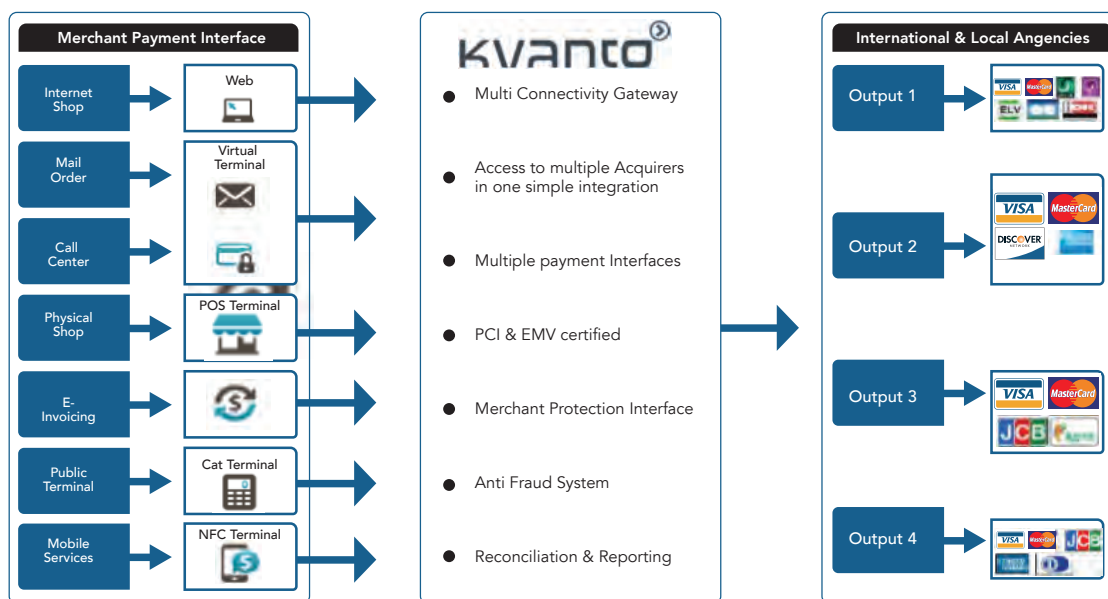 Merchant Payment Interface
Internet
Shop
Web
Mail
Order
Virtual
Terminal
Call
Center
Physical
Shop
POS Terminal
E-
Invoicing
Public
Terminal
Cat Terminal
Mobile
Services
NFC Terminal
kvanto
Multi Connectivity Gateway
Access to multiple Acquirers
in one simple integration
Multiple payment Interfaces
PCI & EMV certified
Merchant Protection Interface
Anti Fraud System
Reconciliation & Reporting
International & Local Angencies
Output 1
VISA MasterCard
ELV
Output 2
VISA MasterCard
DISCOVER
NETWORK
Output 3
VISA MasterCard
JCB
Output 4
VISA MasterCard JCB